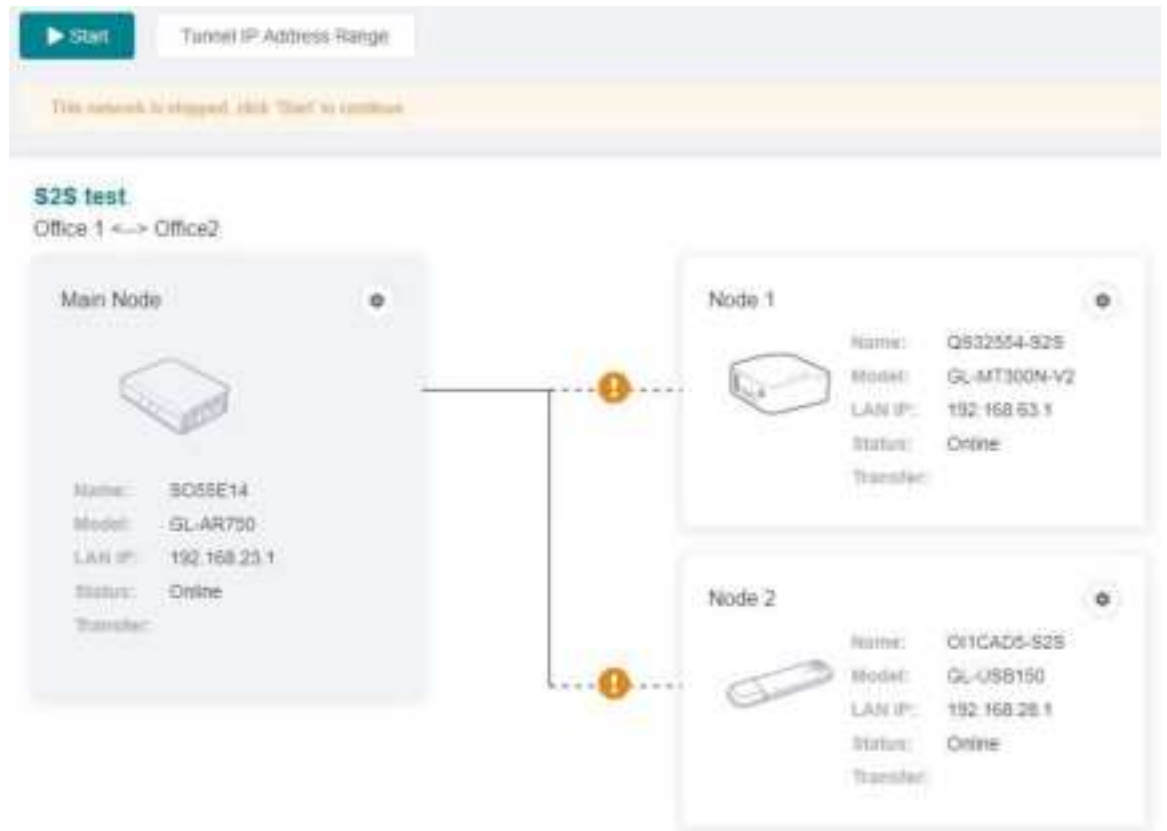 Start
Tunnel IP Address Range
This network is stopped, click 'Start' to continue.
S2S test
Office 1 <--> Office2
Main Node
Name:
Model: GL-AR750
LAN IP: 192.168.23.1
Status: Online
Transfer:
Node 1
Name: QS32554-S2S
Model: GL-MT300N-V2
LAN IP: 192.168.63.1
Status: Online
Transfer:
Node 2
Name:
Model: GL-USB150
LAN IP: 192.168.28.1
Status: Online
Transfer: